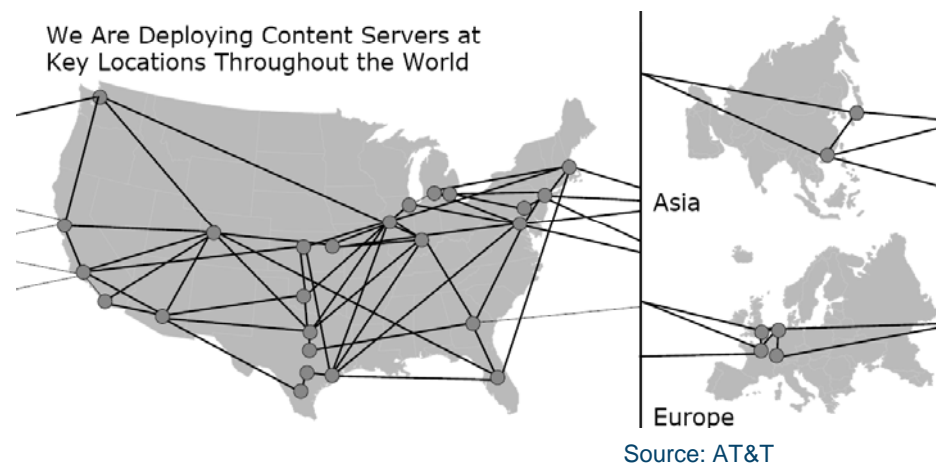 We Are Deploying Content Servers at
Key Locations Throughout the World
Asia
Europe
Source: AT&T